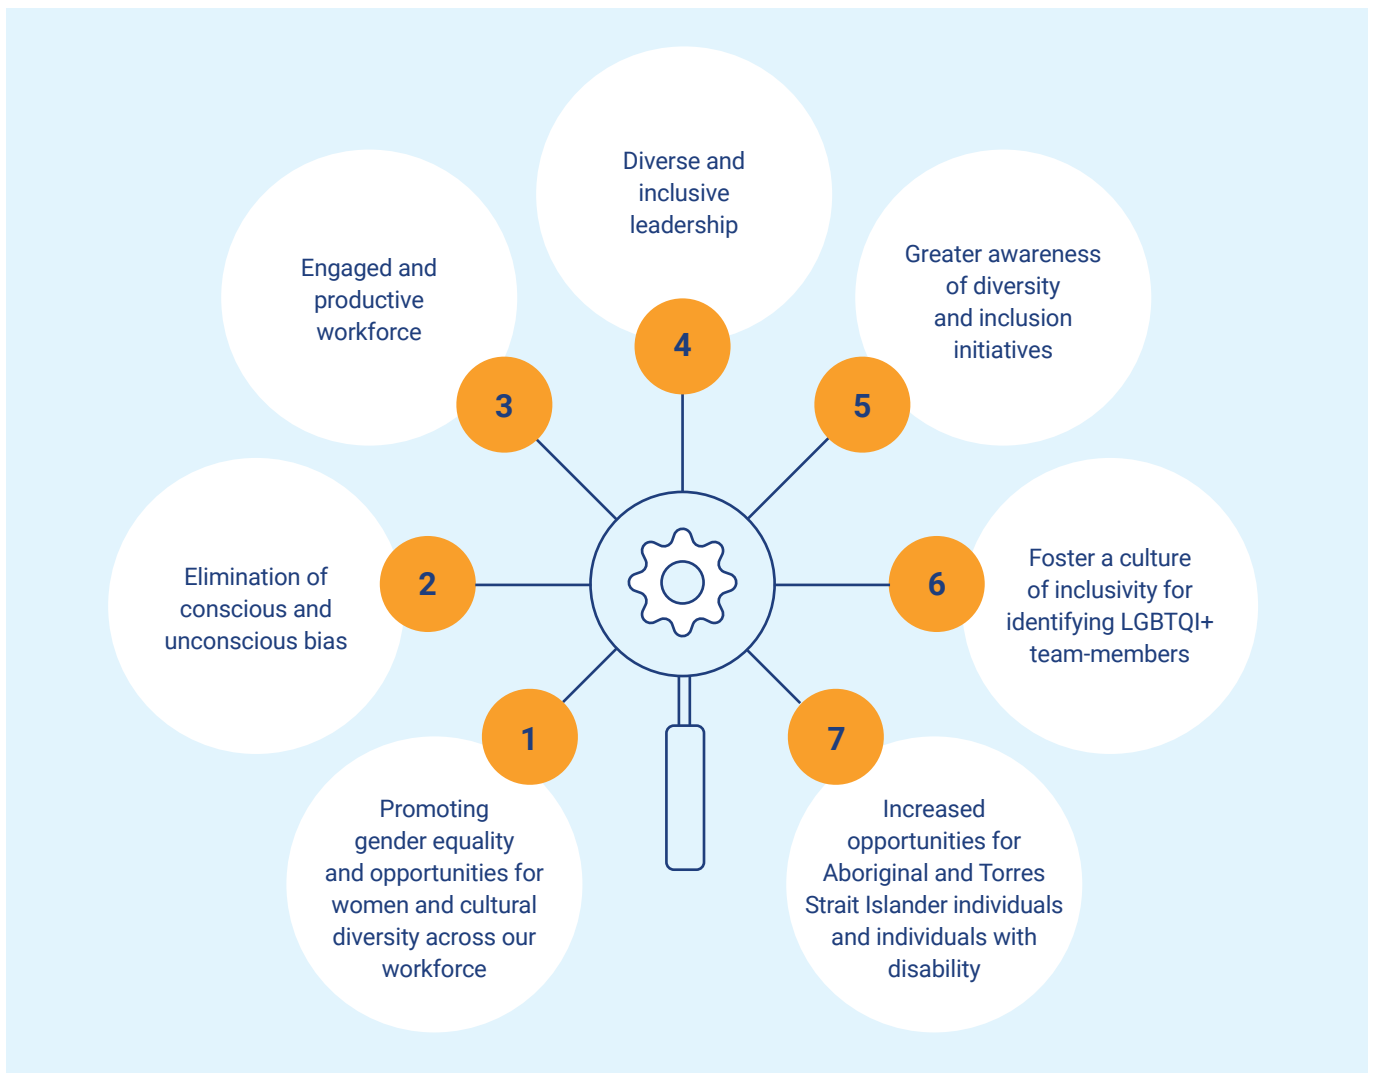 1
Promoting
gender equality
and opportunities for
women and cultural
diversity across our
workforce
2
Elimination of
conscious and
unconscious bias
3
Engaged and
productive
workforce
4
Diverse and
inclusive
leadership
5
Greater awareness
of diversity
and inclusion
initiatives
6
Foster a culture
of inclusivity for
identifying LGBTQI+
team-members
7
Increased
opportunities for
Aboriginal and Torres
Strait Islander individuals
and individuals with
disability